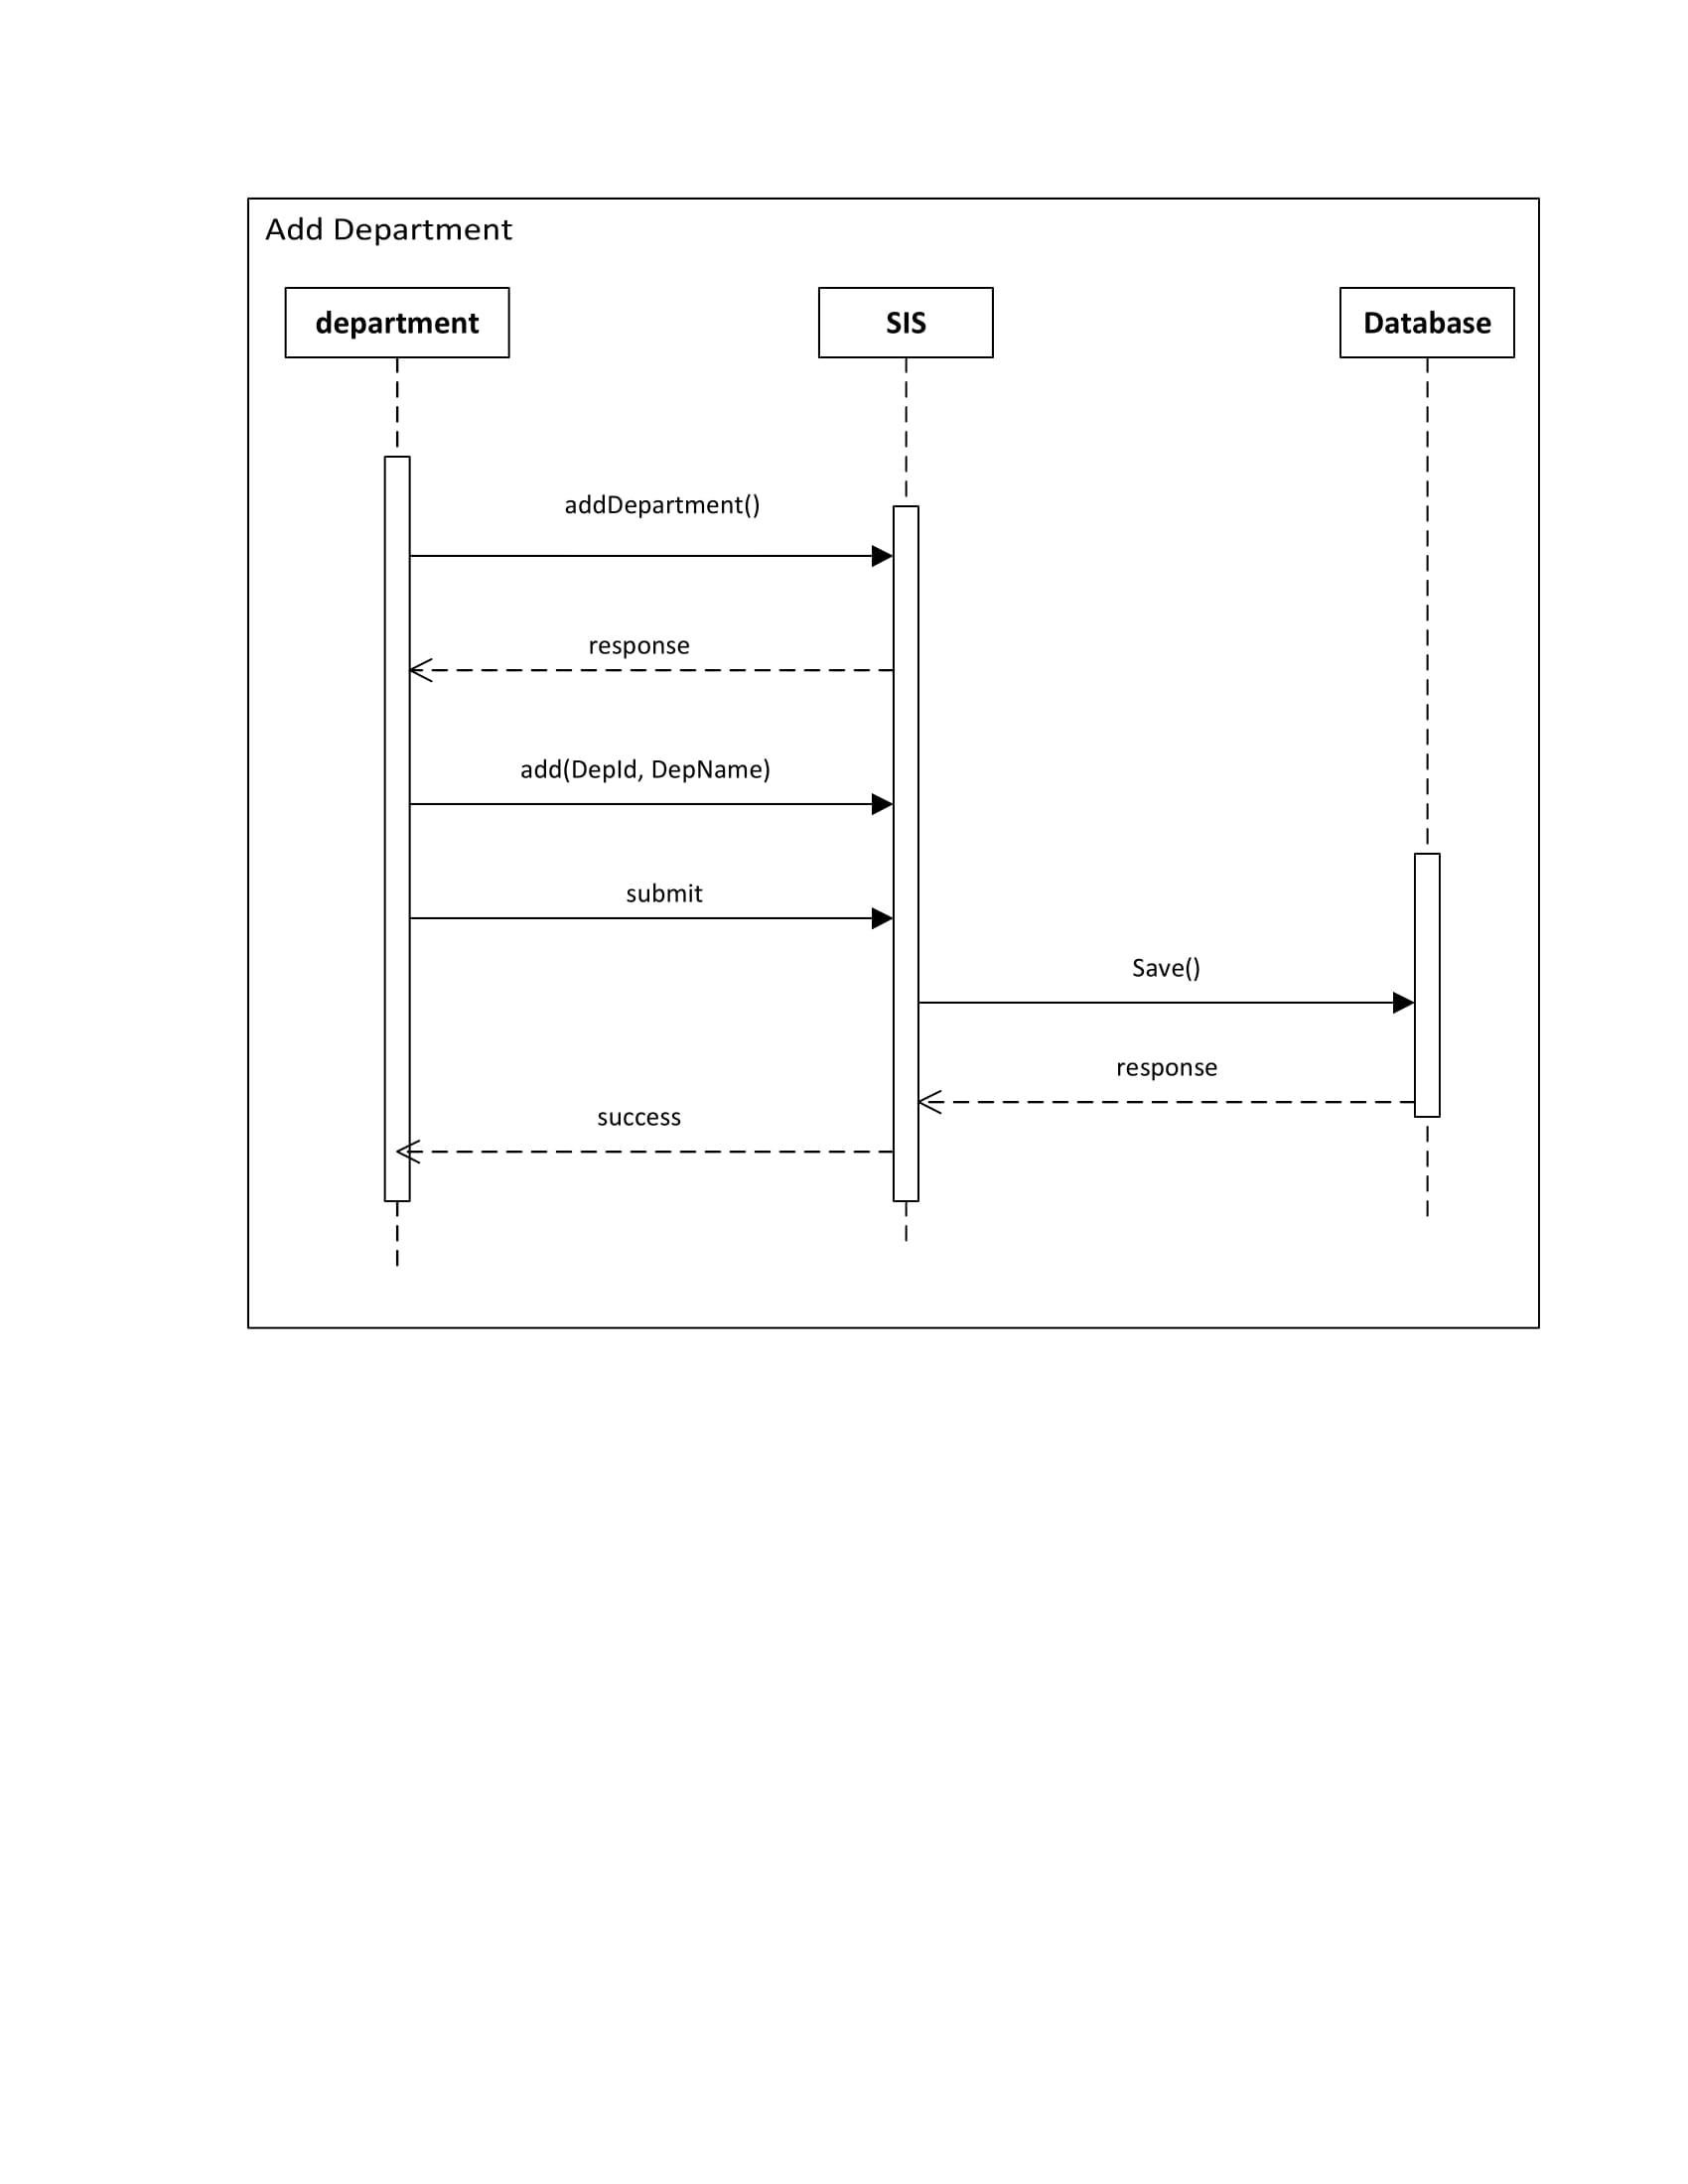 Add Department
department
SIS
Database
addDepartment()
response
add(DepId, DepName)
submit
Save()
response
success